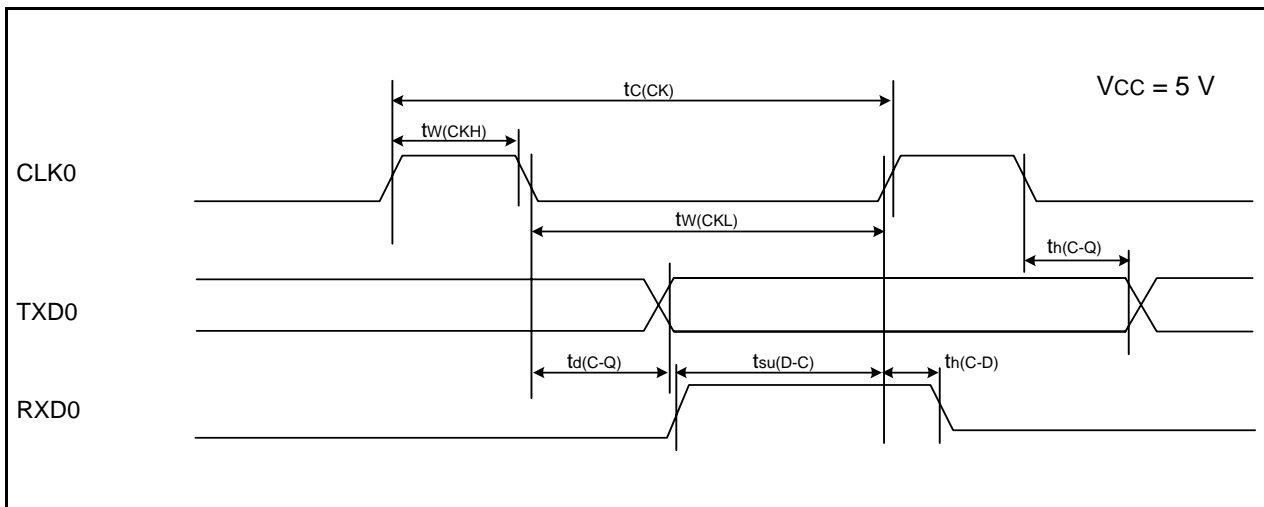 tC(CK)
VCC = 5 V
tW(CKH)
CLK0
tW(CKL)
th(C-Q)
TXD0
td(C-Q)
tsu(D-C)
th(C-D)
RXD0